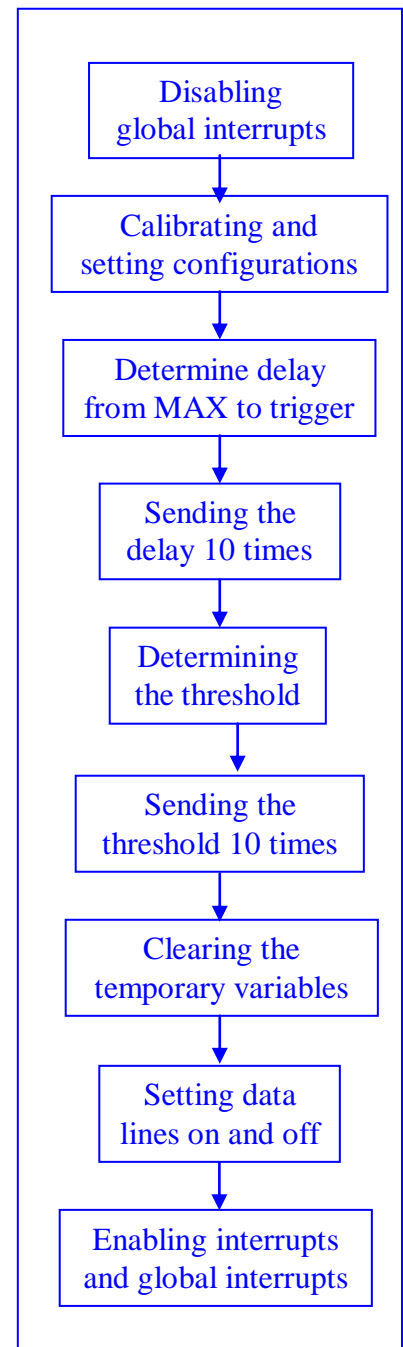 Disabling
global interrupts
Calibrating and
setting configurations
Determine delay
from MAX to trigger
Sending the
delay 10 times
Determining
the threshold
Sending the
threshold 10 times
Clearing the
temporary variables
Setting data
lines on and off
Enabling interrupts
and global interrupts